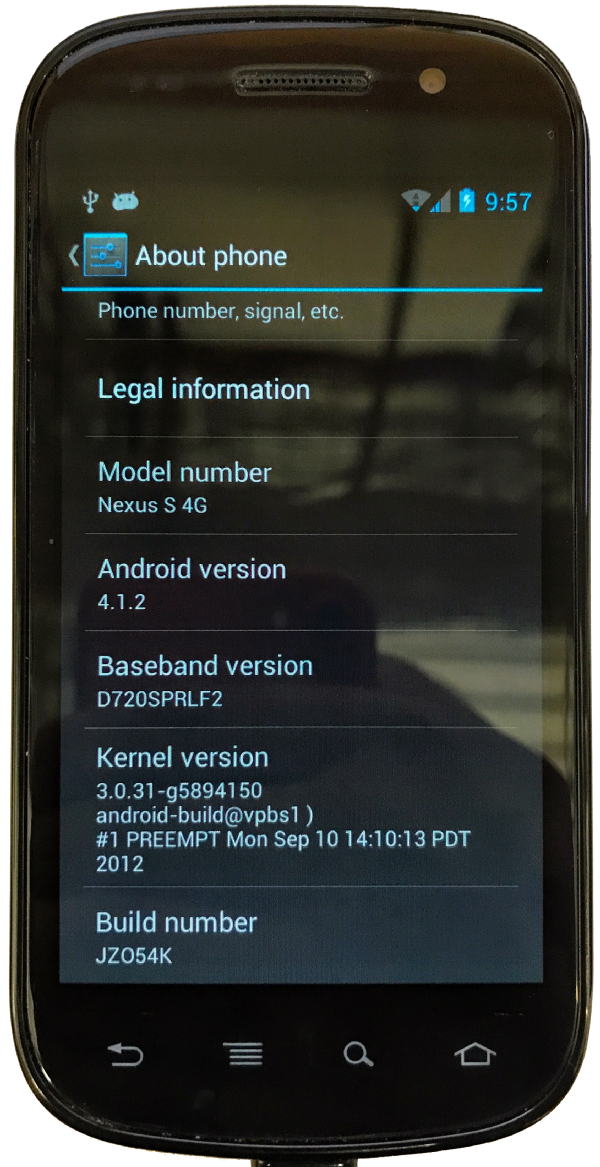 9:57
About phone
Phone number, signal, etc.
Legal information
Model number
Nexus S 4G
Android version
4.1.2
Baseband version
D720SPRLF2
Kernel version
3.0.31-g5894150
android-build@vpbs1 )
#1 PREEMPT Mon Sep 10 14:10:13 PDT
2012
Build number
JZO54K